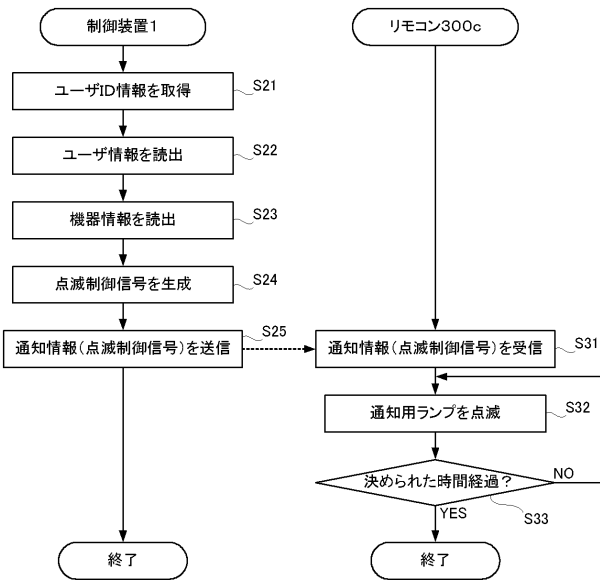 制御装置1
リモコン300c
ユーザID情報を取得
S21
ユーザ情報を読出
S22
機器情報を読出
S23
点滅制御信号を生成
S24
通知情報(点滅制御信号)を送信
S25
通知情報(点滅制御信号)を受信
S31
通知用ランプを点滅
S32
決められた時間経過?
NO
YES
S33
終了
終了